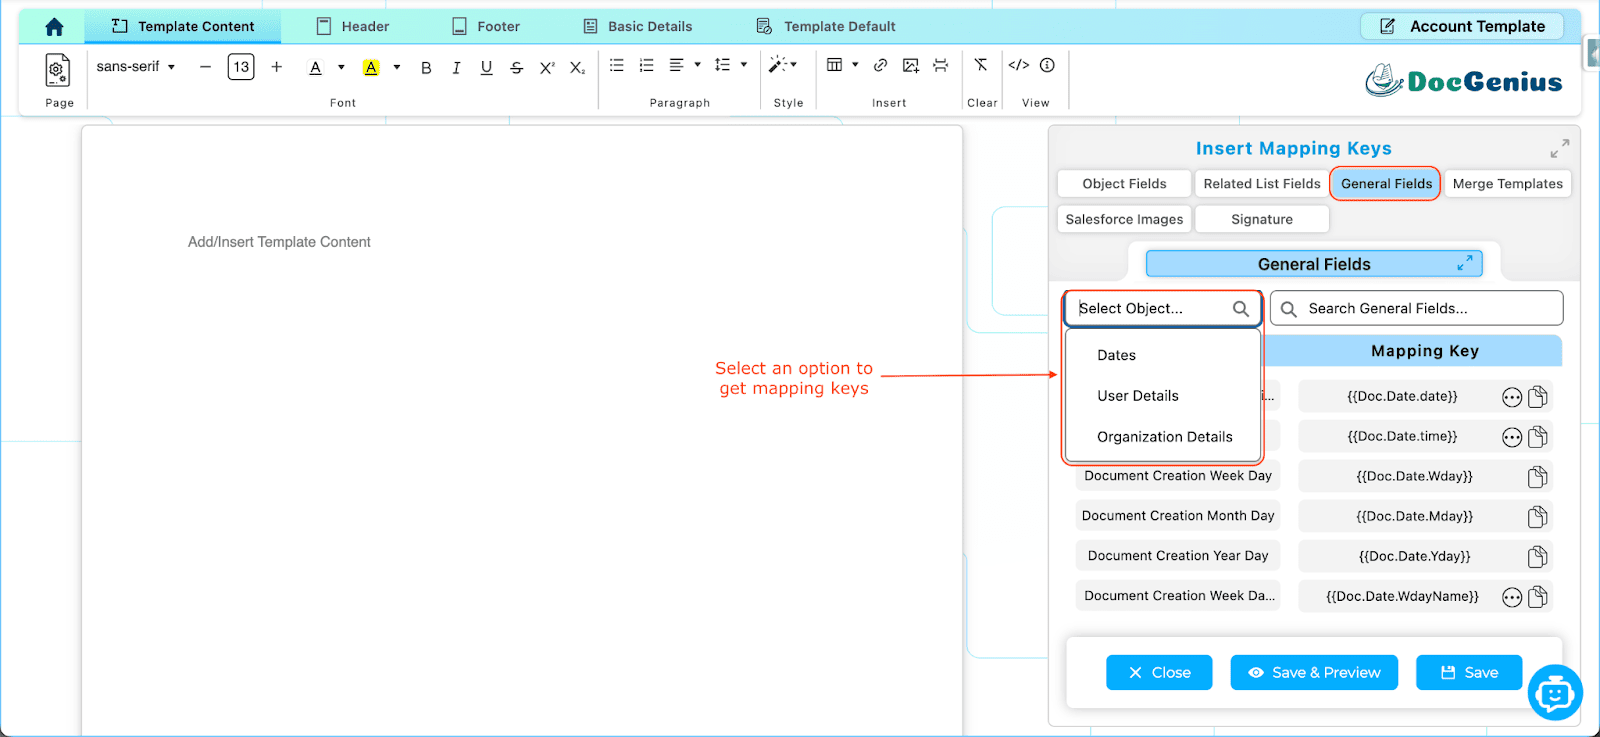 Template Content
Header
Footer
Basic Details
Template Default
Account Template
sans-serif
13
A
A
B I U S X² X₂
</>
Page
Font
Paragraph
Style
Insert
Clear
View
DocGenius
Add/Insert Template Content
Select an option to
get mapping keys
Insert Mapping Keys
Object Fields
Related List Fields
General Fields
Merge Templates
Salesforce Images
Signature
General Fields
Select Object...
Search General Fields...
Dates
User Details
Organization Details
Mapping Key
{{Doc.Date.date}}
{{Doc.Date.time}}
Document Creation Week Day
{{Doc.Date.Wday}}
Document Creation Month Day
{{Doc.Date.Mday}}
Document Creation Year Day
{{Doc.Date.Yday}}
Document Creation Week Da...
{{Doc.Date.WdayName}}
Close
Save & Preview
Save